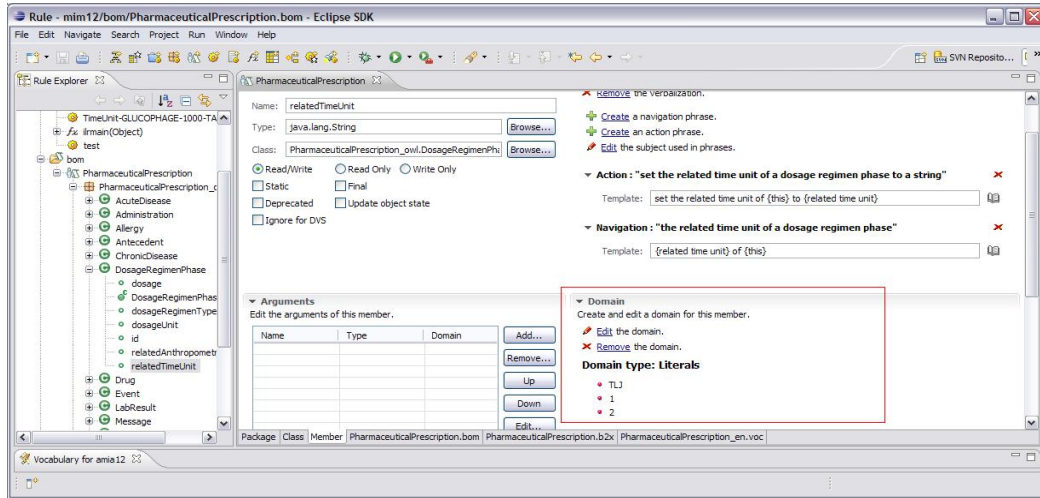 Rule - mim12/bom/PharmaceuticalPrescription.bom - Eclipse SDK
File Edit Navigate Search Project Run Window Help
SVN Reposito...
Rule Explorer
TimeUnit-GLUCOPHAGE-1000-TA
fx ilrmain(Object)
test
bom
PharmaceuticalPrescription
PharmaceuticalPrescription_c
AcuteDisease
Administration
Allergy
Antecedent
ChronicDisease
DosageRegimenPhase
dosage
DosageRegimenPhas
dosageRegimenType
dosageUnit
id
relatedAnthropometr
relatedTimeUnit
Drug
Event
LabResult
Message
PharmaceuticalPrescription
Name: relatedTimeUnit
Type: java.lang.String Browse...
Class: PharmaceuticalPrescription_owl.DosageRegimenPha Browse...
Read/Write Read Only Write Only
Static Final
Deprecated Update object state
Ignore for DVS
Remove the verbalization.
Create a navigation phrase.
Create an action phrase.
Edit the subject used in phrases.
Action : "set the related time unit of a dosage regimen phase to a string"
Template: set the related time unit of {this} to {related time unit}
Navigation : "the related time unit of a dosage regimen phase"
Template: {related time unit} of {this}
Arguments
Edit the arguments of this member.
Name Type Domain
Add...
Remove...
Up
Down
Edit...
Domain
Create and edit a domain for this member.
Edit the domain.
Remove the domain.
Domain type: Literals
TLJ
1
2
Package Class Member PharmaceuticalPrescription.bom PharmaceuticalPrescription.b2x PharmaceuticalPrescription_en.voc
Vocabulary for amia12